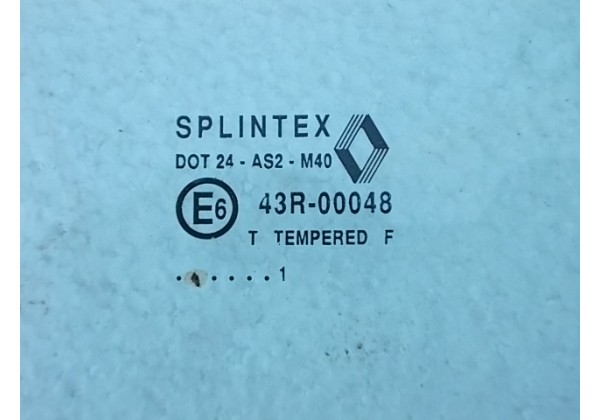 SPLINTEX
DOT 24 - AS2 - M40
E6 43R-00048
T TEMPERED F
. . . . . . . 1